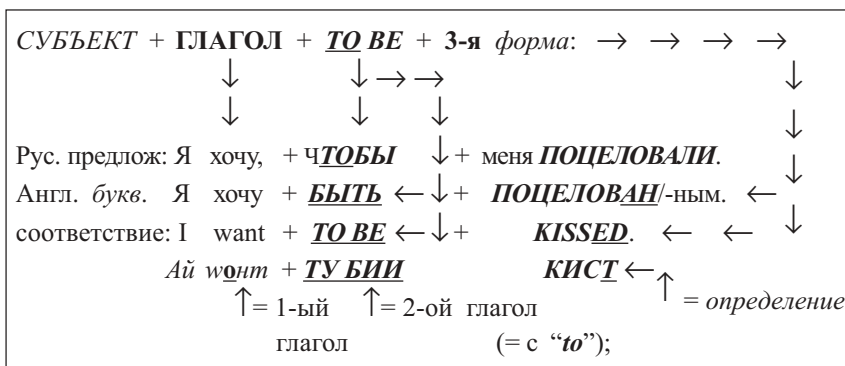 СУБЪЕКТ + ГЛАГОЛ + TO BE + 3-я форма: → → → →
↓ ↓ → → ↓
↓ ↓ ↓ ↓
Рус. предлож: Я хочу, + ЧТОБЫ ↓ + меня ПОЦЕЛОВАЛИ. ↓
Англ. букв. Я хочу + БЫТЬ ← ↓ + ПОЦЕЛОВАН/-ным. ← ↓
соответствие: I want + TO BE ← ↓ + KISSED. ← ← ↓
Ай wонт + ТУ БИИ КИСТ ← ↑ = определение
↑= 1-ый ↑= 2-ой глагол
глагол (= с “to”);